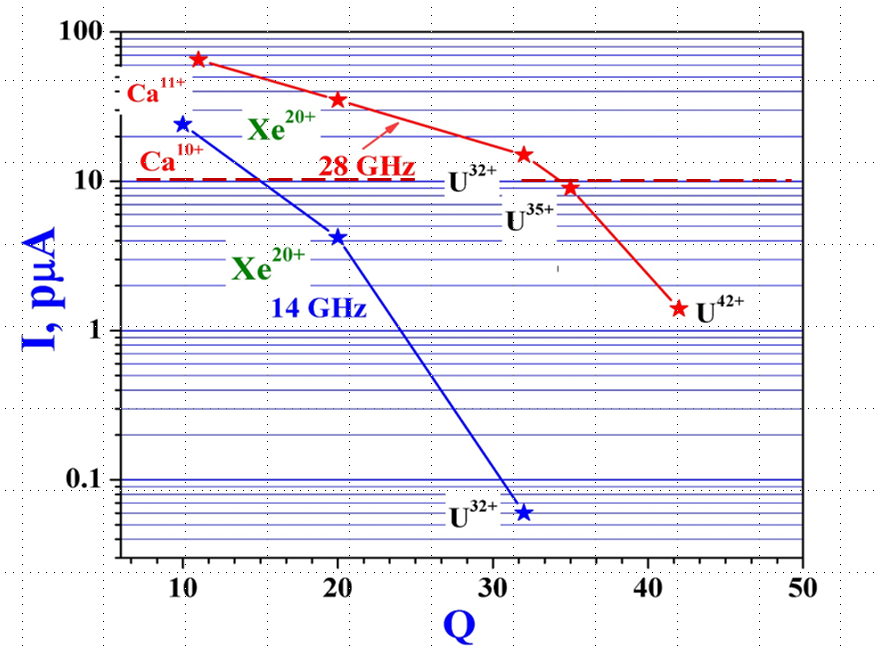 100
Ca¹¹⁺
Xe²⁰⁺
Ca¹⁰⁺
28 GHz
10
U³²⁺
U³⁵⁺
Xe²⁰⁺
14 GHz
U⁴²⁺
1
I, pµA
0.1
U³²⁺
10 20 30 40 50
Q